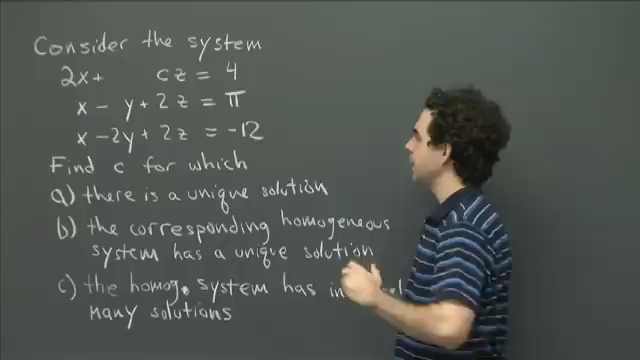 Consider the system
2x+ cz = 4
x - y + 2z = π
x - 2y + 2z = -12
Find c for which
a) there is a unique solution
b) the corresponding homogeneous
system has a unique solution
c) the homog. system has
many solutions